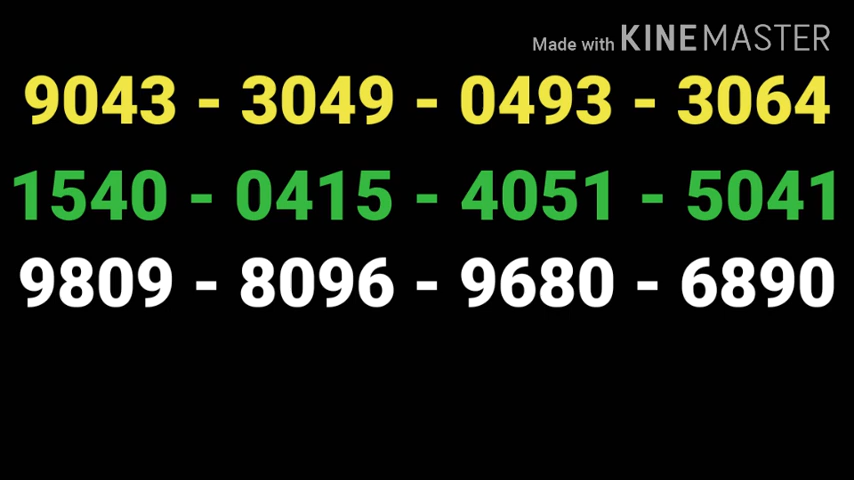 Made with KINEMASTER
9043 - 3049 - 0493 - 3064
1540 - 0415 - 4051 - 5041
9809 - 8096 - 9680 - 6890